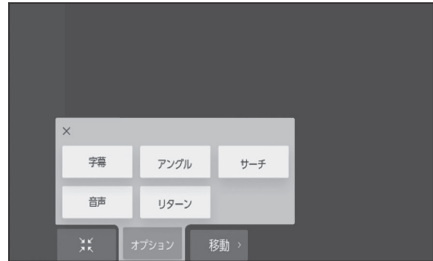 ×
字幕 アングル サーチ
音声 リターン
オプション 移動 ›